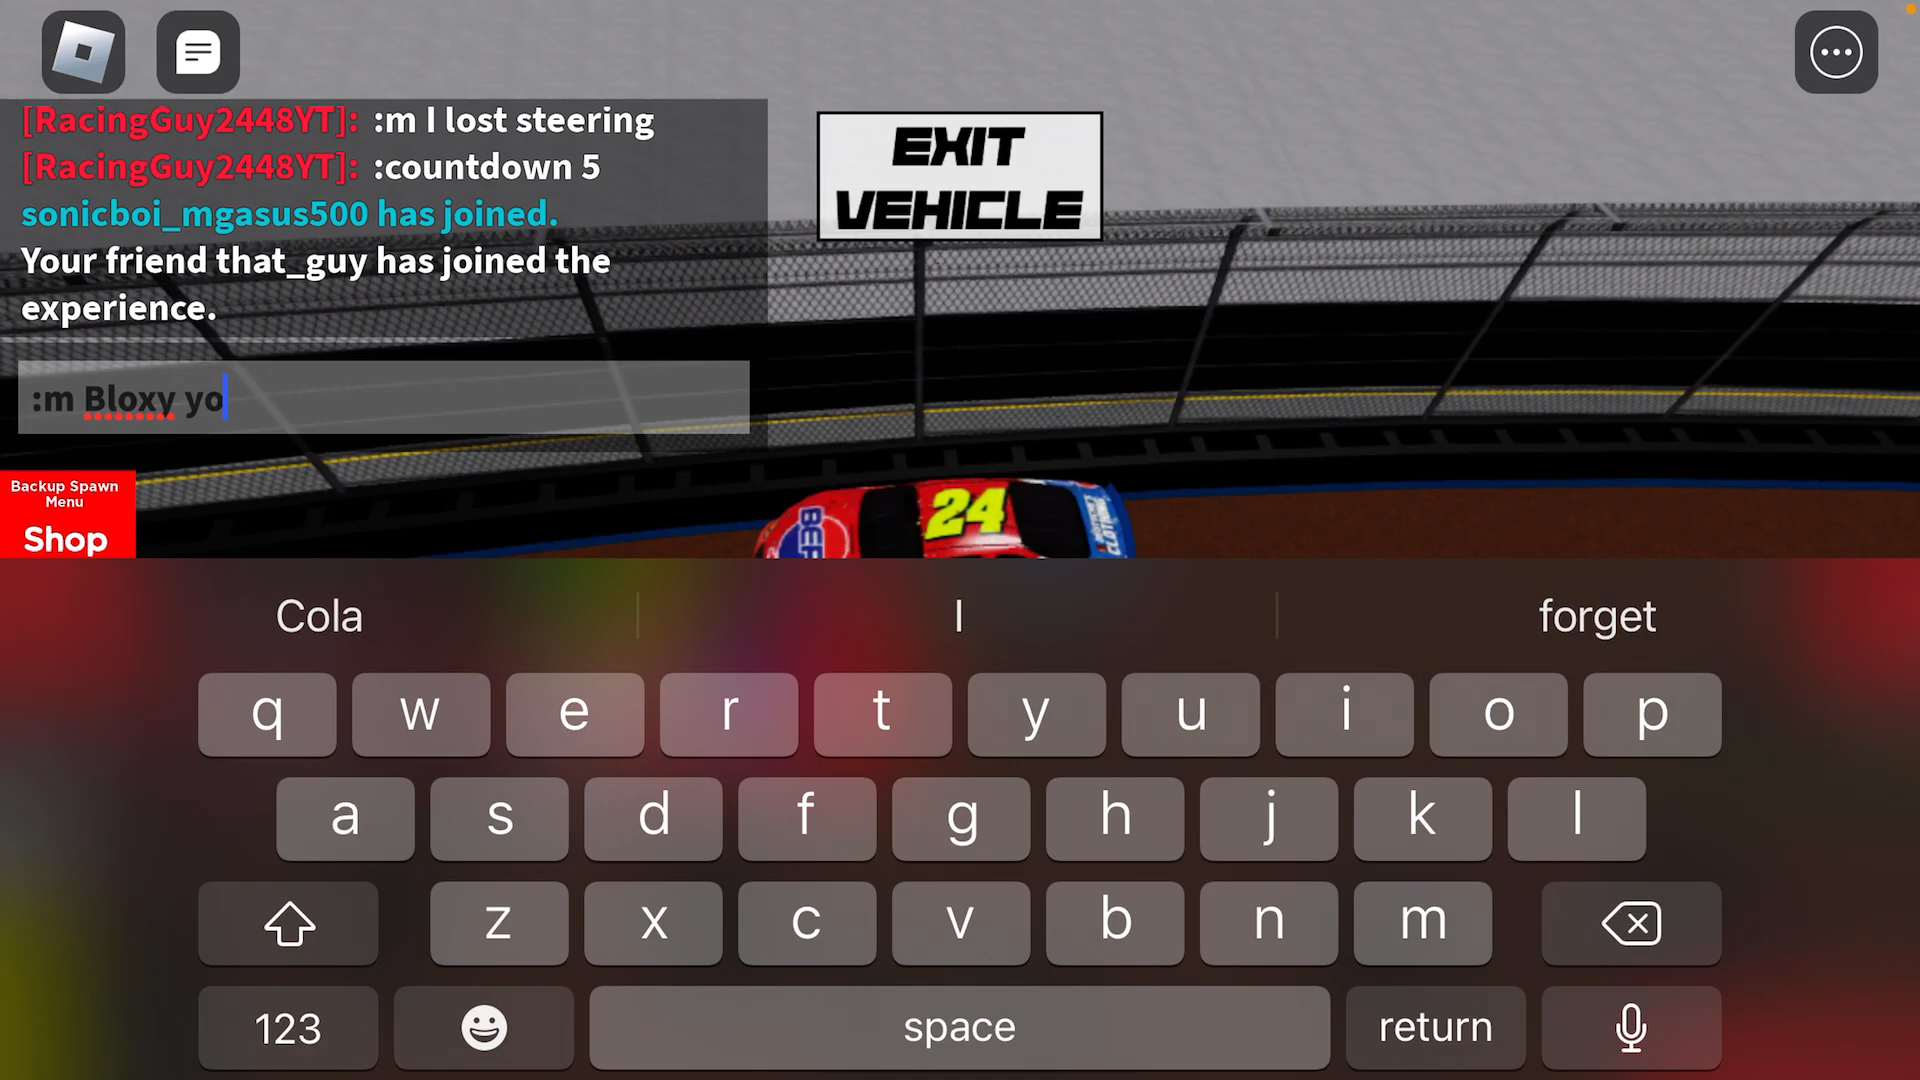 [RacingGuy2448YT]: :m I lost steering
[RacingGuy2448YT]: :countdown 5
sonicboi_mgasus500 has joined.
Your friend that_guy has joined the
experience.
:m Bloxy yo
EXIT
VEHICLE
Backup Spawn
Menu
Shop
24
Cola
I
forget
q w e r t y u i o p
a s d f g h j k l
z x c v b n m
123
space
return